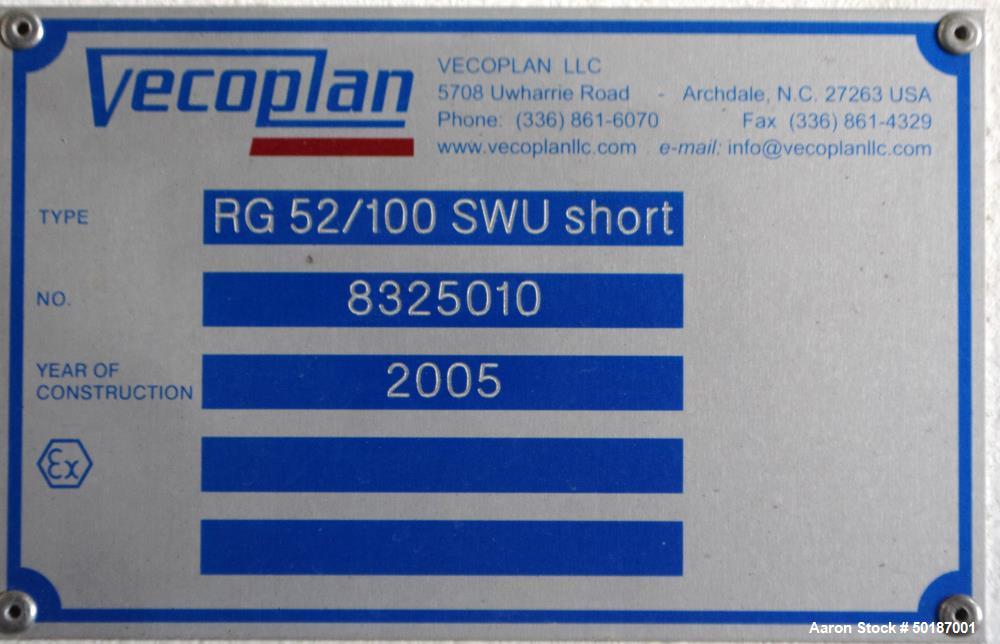 Vecoplan
VECOPLAN LLC
5708 Uwharrie Road - Archdale, N.C. 27263 USA
Phone: (336) 861-6070 Fax (336) 861-4329
www.vecoplanllc.com e-mail: info@vecoplanllc.com
TYPE RG 52/100 SWU short
NO. 8325010
YEAR OF
CONSTRUCTION 2005
Ex
Aaron Stock # 50187001